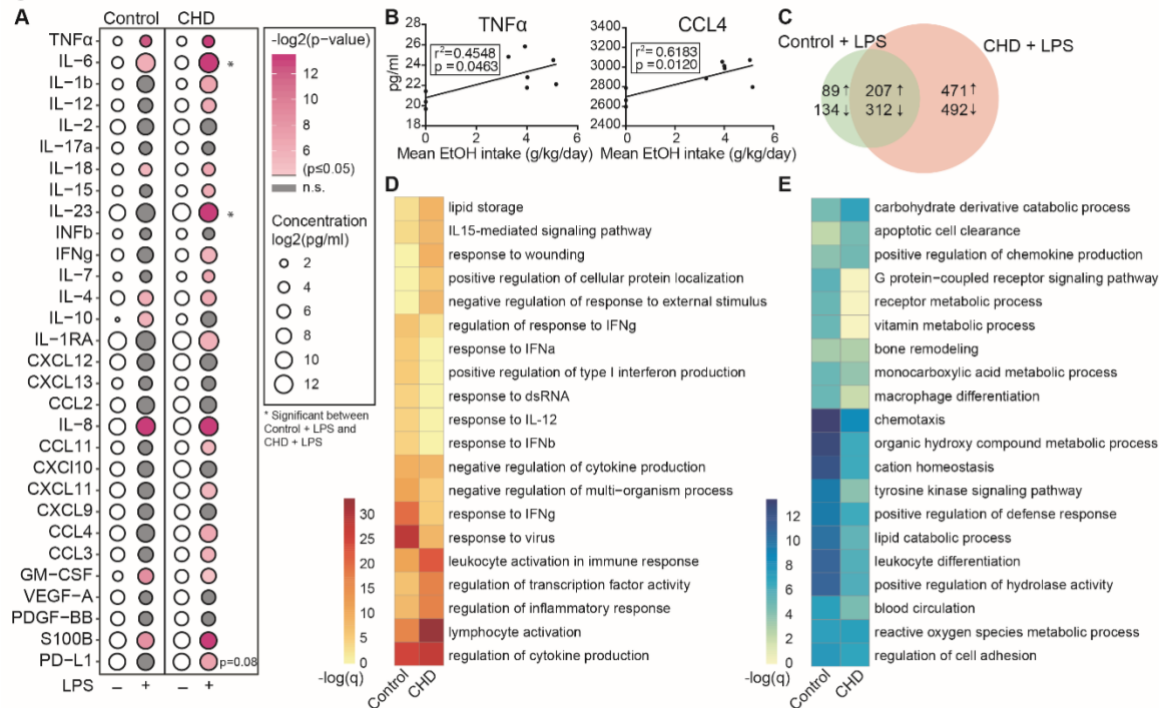 A
Control CHD
TNFα
IL−6
*
IL−1b
IL−12
IL−2
IL−17a
IL−18
IL−15
IL−23
*
INFb
IFNg
IL−7
IL−4
IL−10
IL−1RA
CXCL12
CXCL13
CCL2
IL−8
CCL11
CXCl10
CXCL11
CXCL9
CCL4
CCL3
GM−CSF
VEGF−A
PDGF−BB
S100B
PD−L1
p=0.08
LPS − + − +
-log2(p-value)
12
10
8
6
(p≤0.05)
n.s.
Concentration
log2(pg/ml)
2
4
6
8
10
12
* Significant between
Control + LPS and
CHD + LPS
B
TNFα
r²=0.4548
p = 0.0463
pg/ml
28
26
24
22
20
18
0 2 4 6
Mean EtOH intake (g/kg/day)
CCL4
r²=0.6183
p = 0.0120
3400
3200
3000
2800
2600
2400
0 2 4 6
Mean EtOH intake (g/kg/day)
C
Control + LPS
CHD + LPS
89↑ 207 ↑ 471↑
134↓ 312 ↓ 492↓
D
lipid storage
IL15-mediated signaling pathway
response to wounding
positive regulation of cellular protein localization
negative regulation of response to external stimulus
regulation of response to IFNg
response to IFNa
positive regulation of type I interferon production
response to dsRNA
response to IL-12
response to IFNb
negative regulation of cytokine production
negative regulation of multi−organism process
response to IFNg
response to virus
leukocyte activation in immune response
regulation of transcription factor activity
regulation of inflammatory response
lymphocyte activation
regulation of cytokine production
30
25
20
15
10
5
0
-log(q)
Control CHD
E
carbohydrate derivative catabolic process
apoptotic cell clearance
positive regulation of chemokine production
G protein−coupled receptor signaling pathway
receptor metabolic process
vitamin metabolic process
bone remodeling
monocarboxylic acid metabolic process
macrophage differentiation
chemotaxis
organic hydroxy compound metabolic process
cation homeostasis
tyrosine kinase signaling pathway
positive regulation of defense response
lipid catabolic process
leukocyte differentiation
positive regulation of hydrolase activity
blood circulation
reactive oxygen species metabolic process
regulation of cell adhesion
12
10
8
6
4
2
0
-log(q)
Control CHD